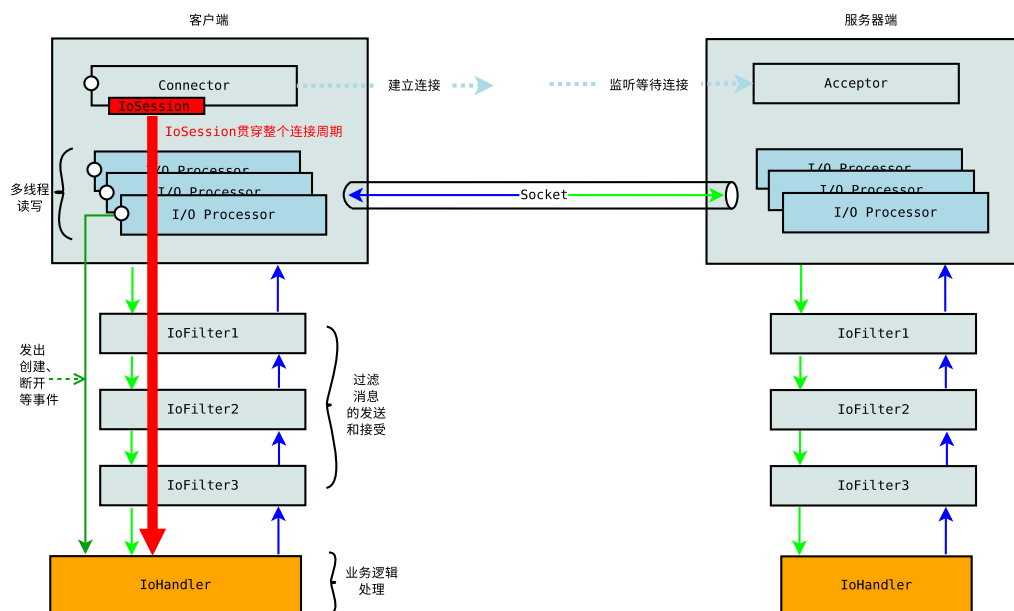 客户端
服务器端
Connector
IoSession
建立连接
监听等待连接
Acceptor
IoSession贯穿整个连接周期
多线程
读写
I/O Processor
I/O Processor
I/O Processor
Socket
I/O Processor
I/O Processor
I/O Processor
发出
创建、
断开
等事件
IoFilter1
IoFilter2
IoFilter3
过滤
消息
的发送
和接受
IoFilter1
IoFilter2
IoFilter3
IoHandler
业务逻辑
处理
IoHandler